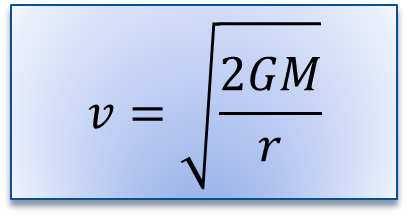 v = √(2GM/r)